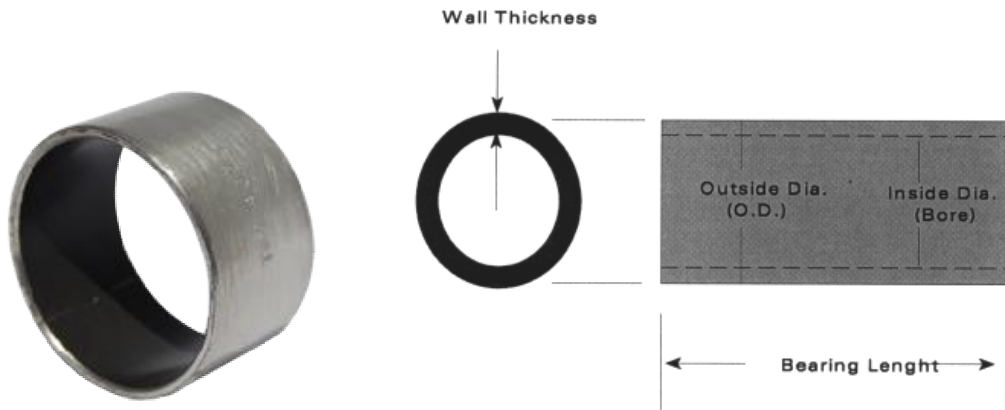 Wall Thickness
Outside Dia.
(O.D.)
Inside Dia.
(Bore)
Bearing Lenght